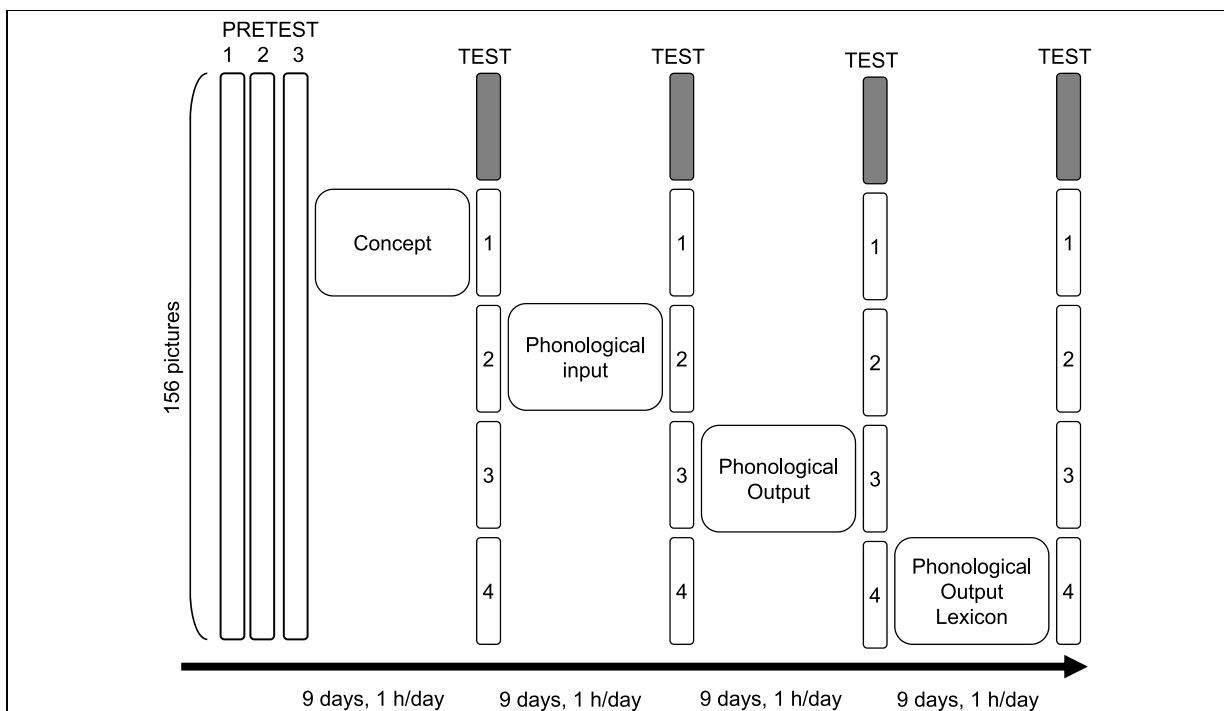 PRETEST
1 2 3
TEST TEST TEST TEST
156 pictures
Concept
1 1 1 1
Phonological
input
2 2 2 2
Phonological
Output
3 3 3 3
Phonological
Output
Lexicon
4 4 4 4
9 days, 1 h/day 9 days, 1 h/day 9 days, 1 h/day 9 days, 1 h/day